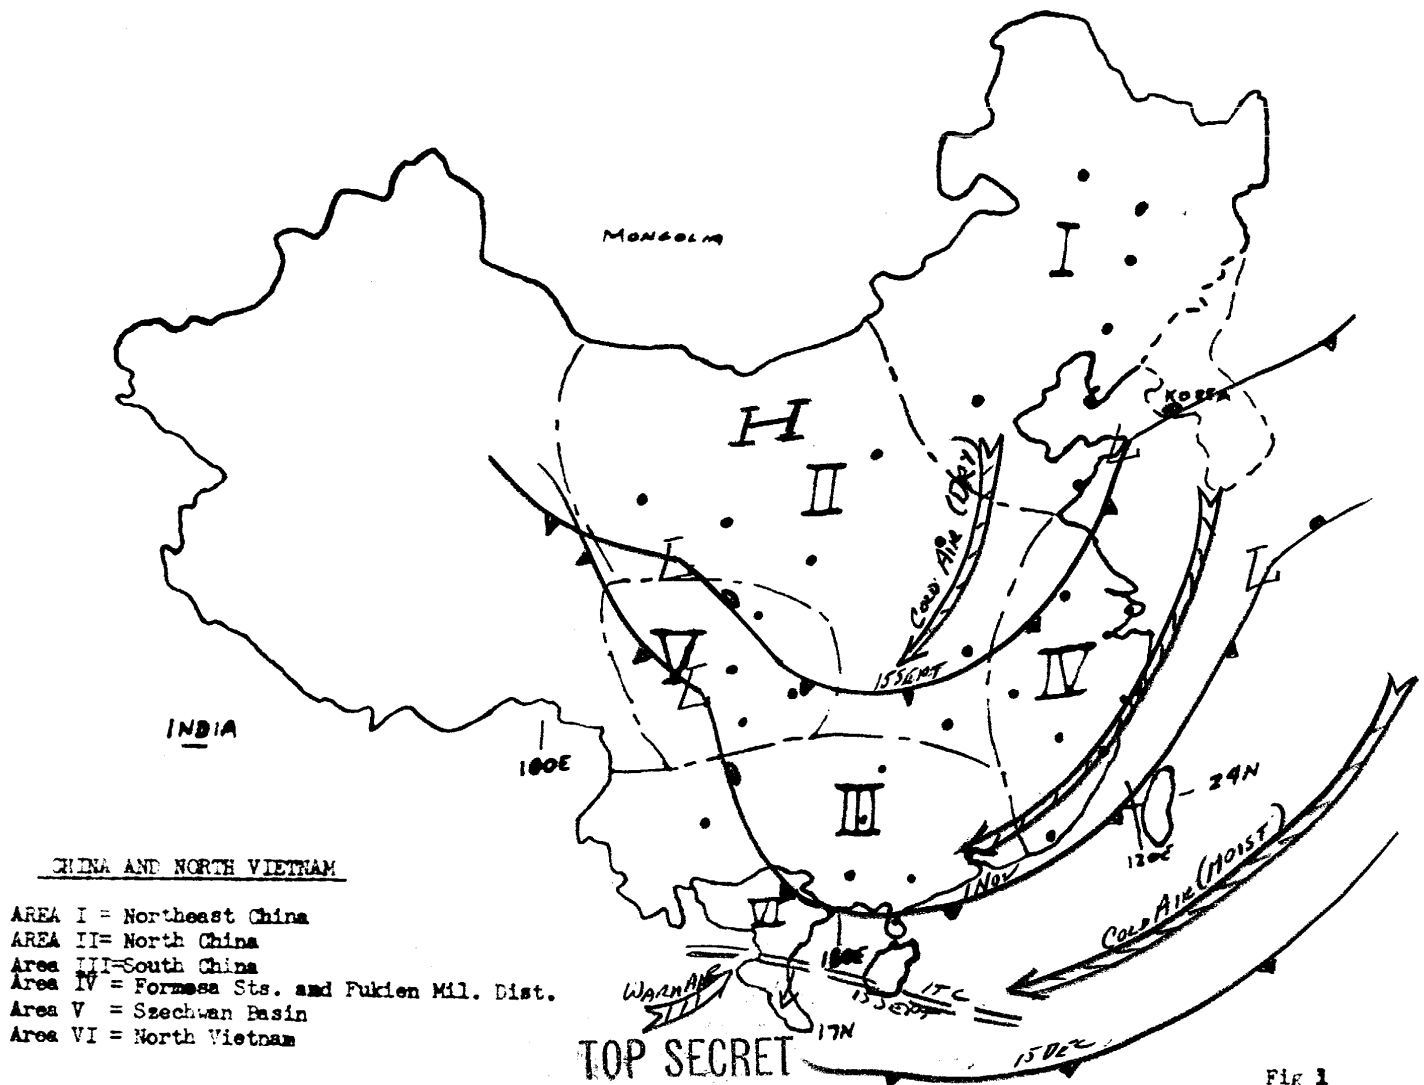 MONGOLIA
I
KOREA
H
II
L
COLD AIR (DRY)
L
L
V
L
15 SEPT
IV
INDIA
100E
24N
III
120E
1 NOV
COLD AIR (MOIST)
CHINA AND NORTH VIETNAM
AREA I = Northeast China
AREA II= North China
Area III=South China
Area IV = Formosa Sts. and Fukien Mil. Dist.
Area V = Szechwan Basin
Area VI = North Vietnam
VI
WARM AIR
ITC
15 SEPT
17N
15 DEC
TOP SECRET
Fig 1